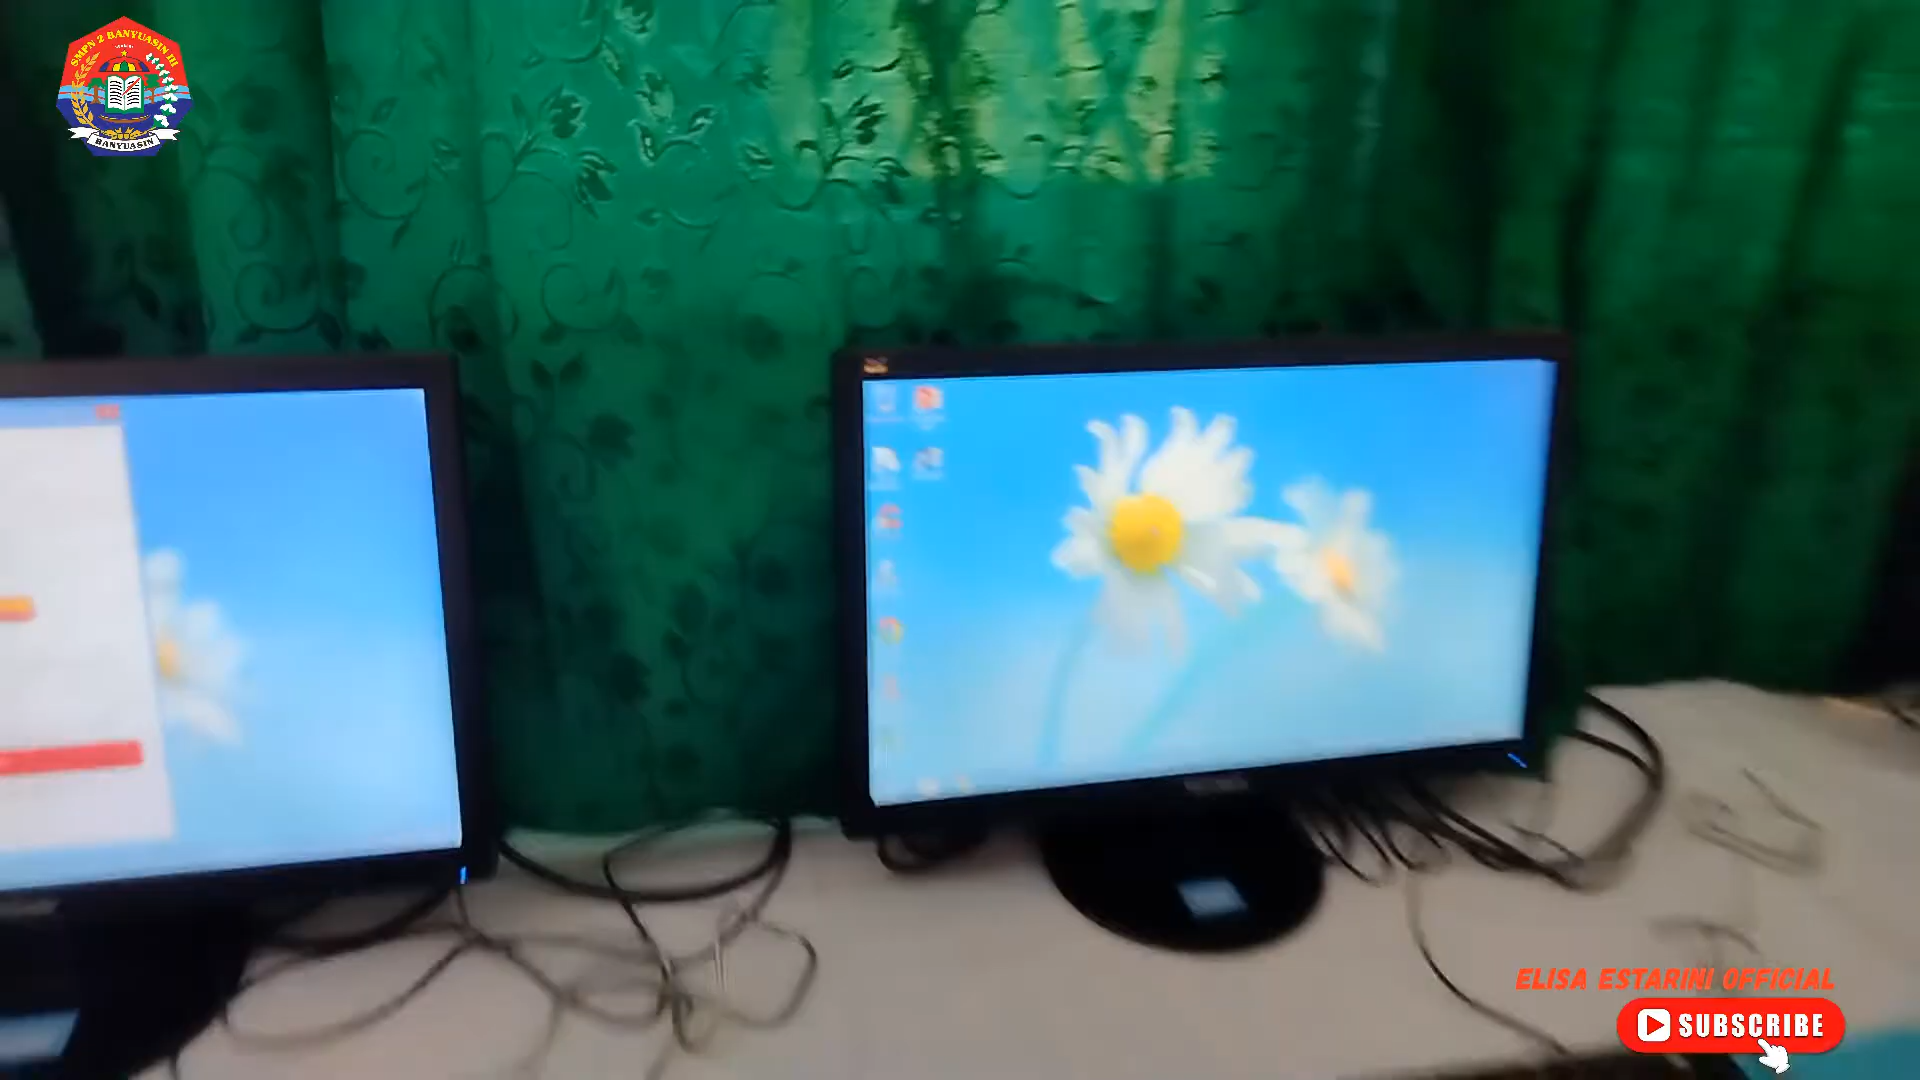 SMPN 2 BANYUASIN III
BANYUASIN
ELISA ESTARINI OFFICIAL
SUBSCRIBE